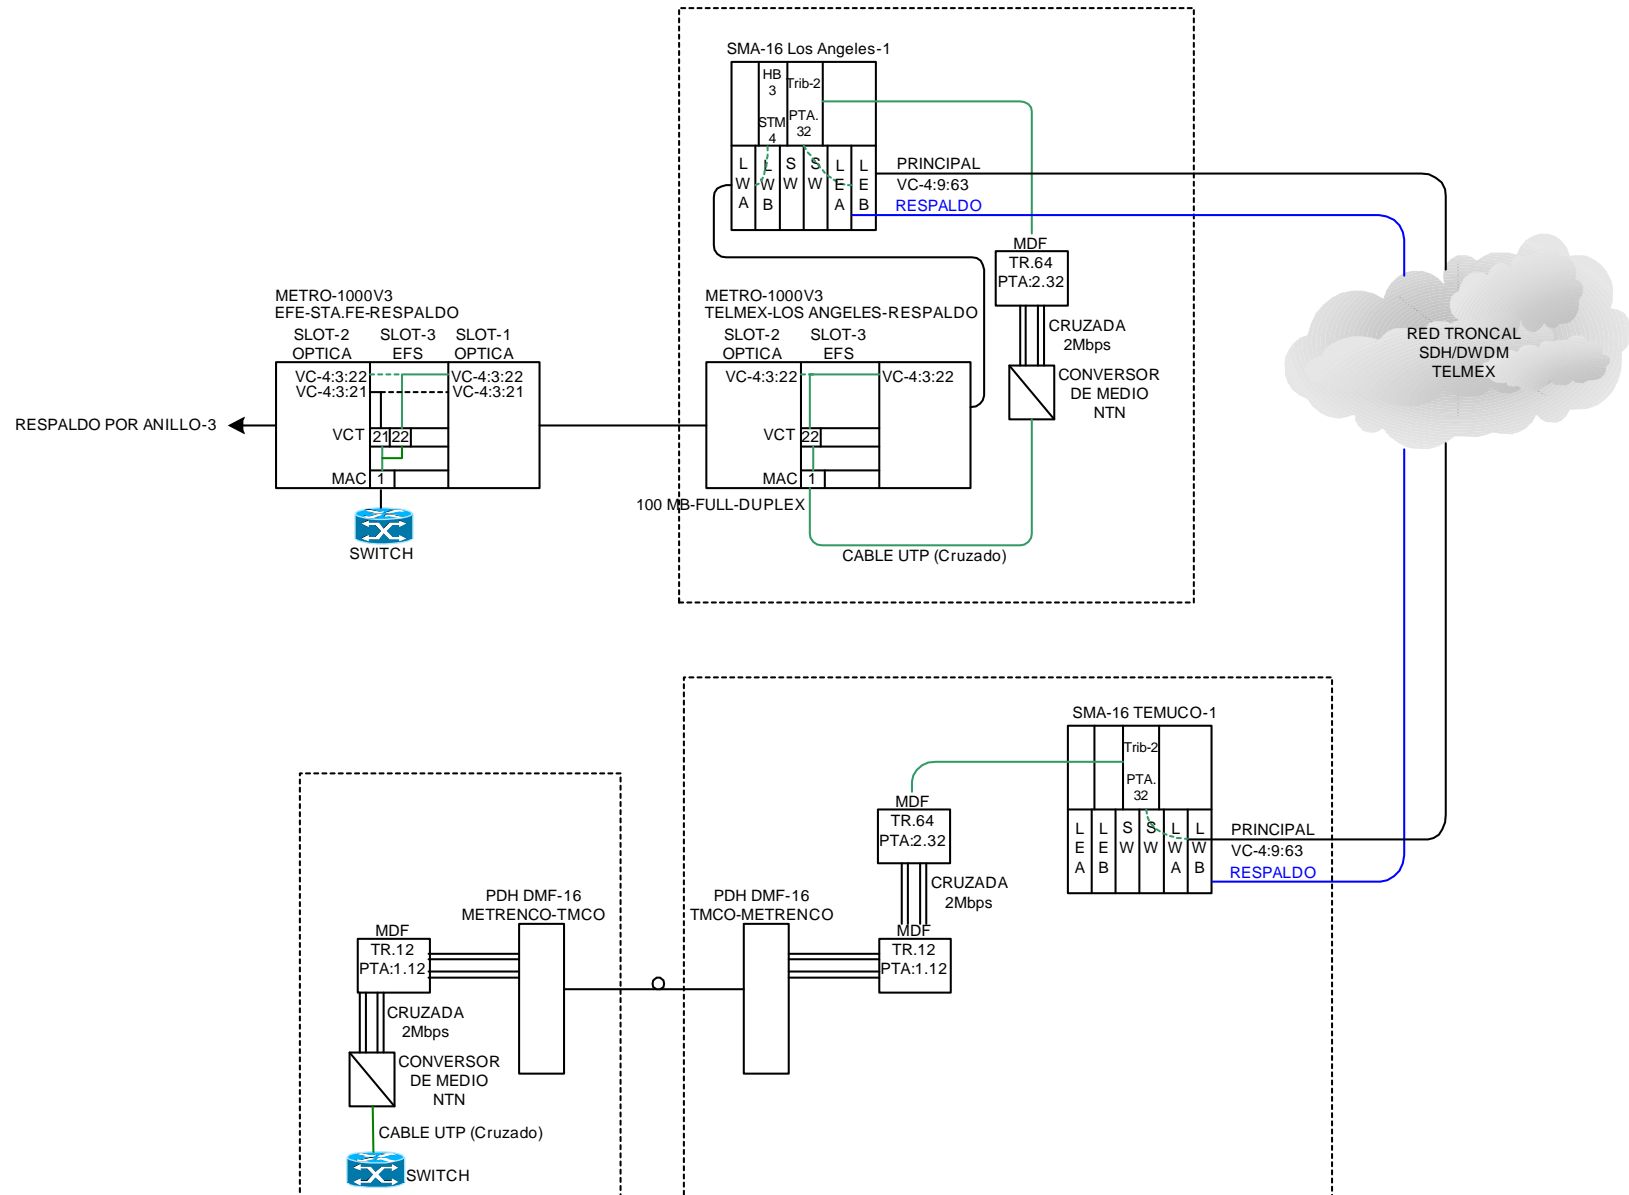 SMA-16 Los Angeles-1
HB
3
STM
4
Trib-2
PTA.
32
L
W
A
L
W
B
S
W
S
W
L
E
A
L
E
B
PRINCIPAL
VC-4:9:63
RESPALDO
MDF
TR.64
PTA:2.32
CRUZADA
2Mbps
CONVERSOR
DE MEDIO
NTN
RED TRONCAL
SDH/DWDM
TELMEX
METRO-1000V3
EFE-STA.FE-RESPALDO
SLOT-2
OPTICA
SLOT-3
EFS
SLOT-1
OPTICA
VC-4:3:22
VC-4:3:21
VC-4:3:22
VC-4:3:21
VCT
21
22
MAC
1
RESPALDO POR ANILLO-3
SWITCH
METRO-1000V3
TELMEX-LOS ANGELES-RESPALDO
SLOT-2
OPTICA
SLOT-3
EFS
VC-4:3:22
VC-4:3:22
VCT
22
MAC
1
100 MB-FULL-DUPLEX
CABLE UTP (Cruzado)
SMA-16 TEMUCO-1
Trib-2
PTA.
32
L
E
A
L
E
B
S
W
S
W
L
W
A
L
W
B
PRINCIPAL
VC-4:9:63
RESPALDO
MDF
TR.64
PTA:2.32
CRUZADA
2Mbps
MDF
TR.12
PTA:1.12
PDH DMF-16
TMCO-METRENCO
PDH DMF-16
METRENCO-TMCO
MDF
TR.12
PTA:1.12
CRUZADA
2Mbps
CONVERSOR
DE MEDIO
NTN
CABLE UTP (Cruzado)
SWITCH